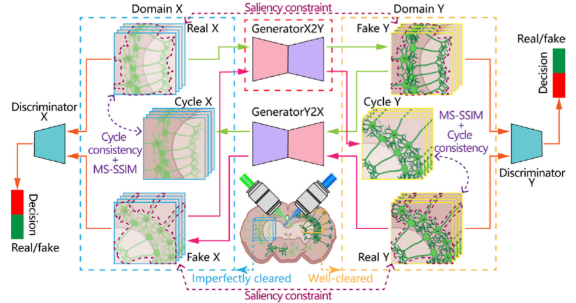 Domain X
Saliency constraint
Domain Y
Real X
GeneratorX2Y
Fake Y
Real/fake
Decision
Discriminator
X
Cycle X
Cycle Y
Cycle
consistency
+
MS-SSIM
GeneratorY2X
MS-SSIM
+
Cycle
consistency
Discriminator
Y
Decision
Real/fake
Fake X
Real Y
Imperfectly cleared
Well-cleared
Saliency constraint